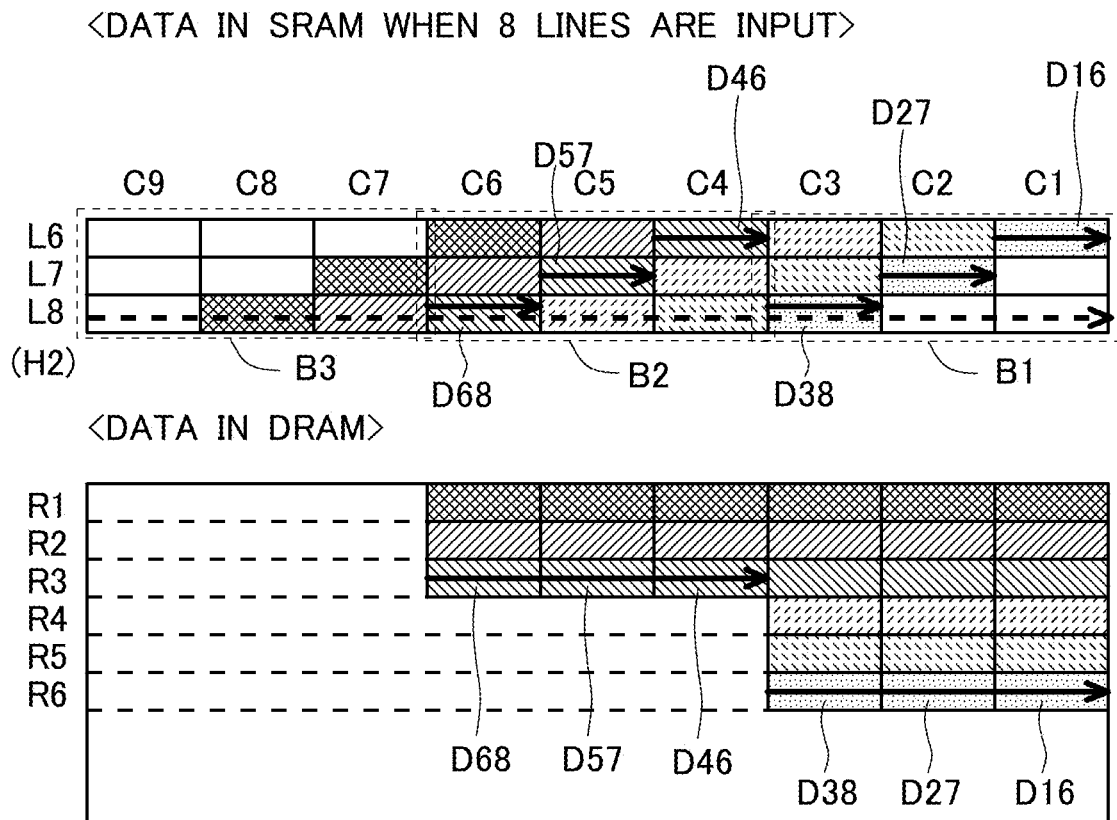 <DATA IN SRAM WHEN 8 LINES ARE INPUT>
D46 D16
D27
D57
C9 C8 C7 C6 C5 C4 C3 C2 C1
L6
L7
L8
(H2)
B3 D68 B2 D38 B1
<DATA IN DRAM>
R1
R2
R3
R4
R5
R6
D68 D57 D46
D38 D27 D16